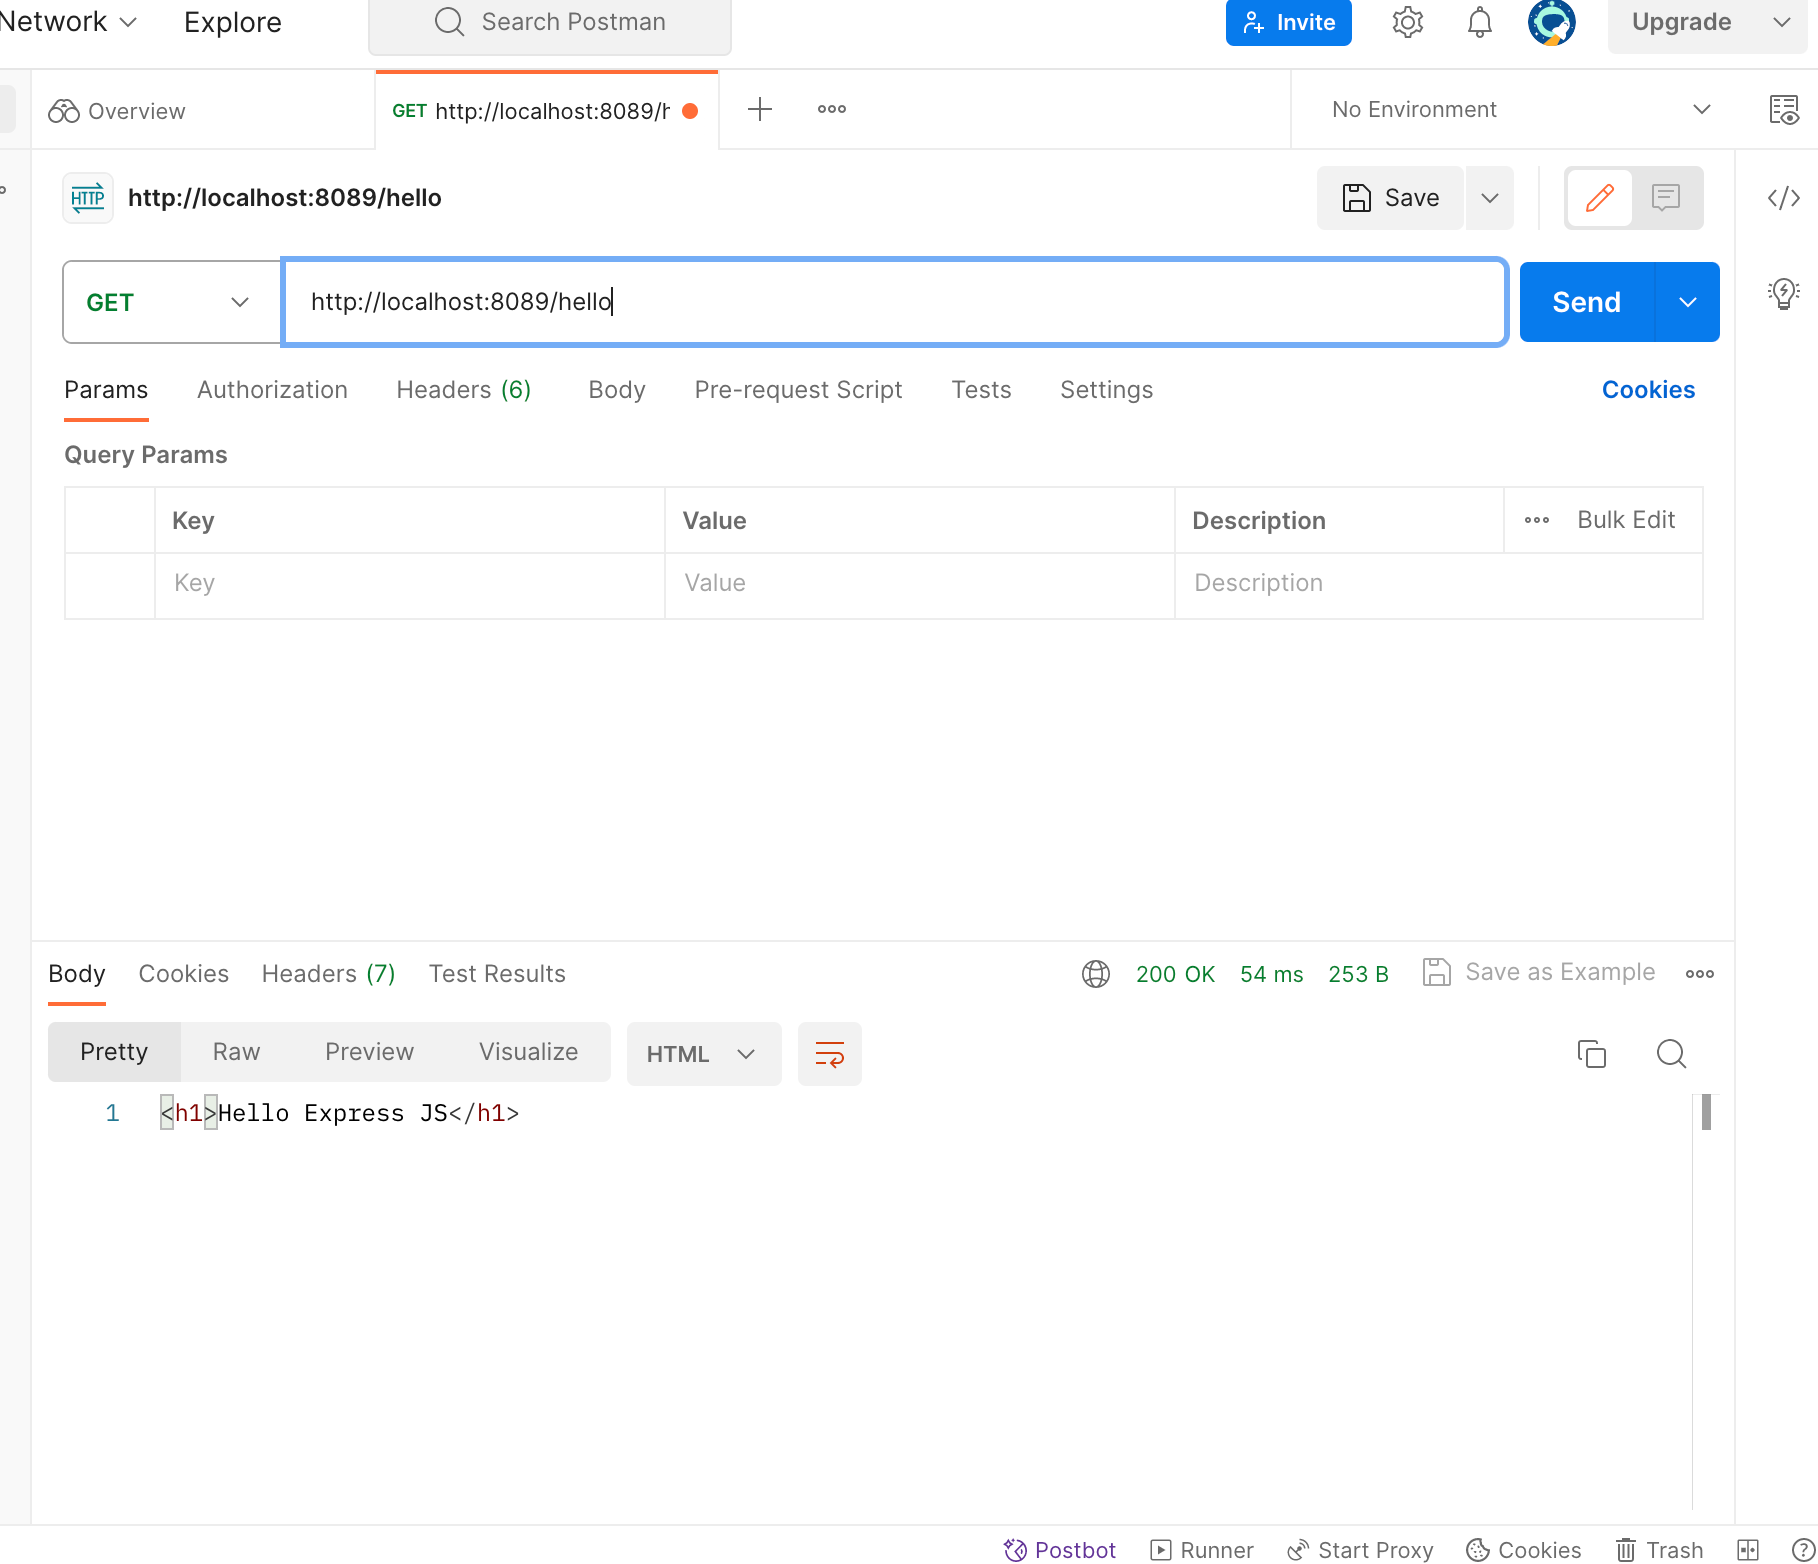 Network Explore Search Postman Invite Upgrade
Overview GET http://localhost:8089/h No Environment
HTTP http://localhost:8089/hello Save
GET http://localhost:8089/hello Send
Params Authorization Headers (6) Body Pre-request Script Tests Settings Cookies
Query Params
Key Value Description Bulk Edit
Key Value Description
Body Cookies Headers (7) Test Results 200 OK 54 ms 253 B Save as Example
Pretty Raw Preview Visualize HTML
1 <h1>Hello Express JS</h1>
Postbot Runner Start Proxy Cookies Trash